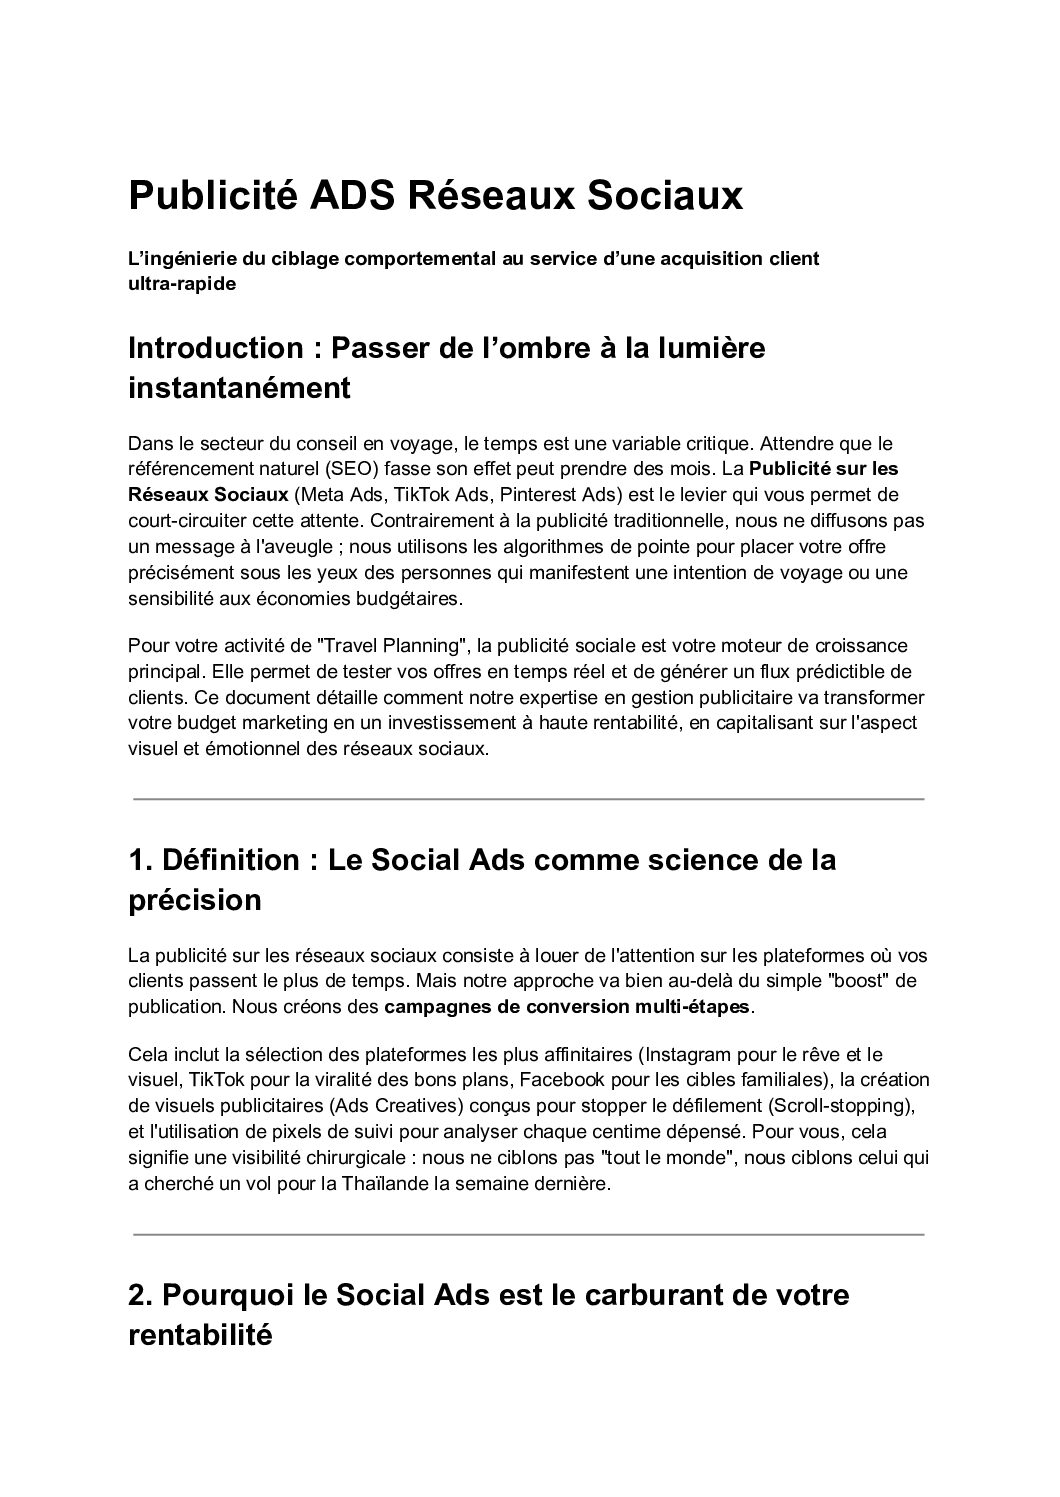 Publicité ADS Réseaux Sociaux
L’ingénierie du ciblage comportemental au service d’une acquisition client
ultra-rapide
Introduction : Passer de l’ombre à la lumière
instantanément
Dans le secteur du conseil en voyage, le temps est une variable critique. Attendre que le
référencement naturel (SEO) fasse son effet peut prendre des mois. La Publicité sur les
Réseaux Sociaux (Meta Ads, TikTok Ads, Pinterest Ads) est le levier qui vous permet de
court-circuiter cette attente. Contrairement à la publicité traditionnelle, nous ne diffusons pas
un message à l'aveugle ; nous utilisons les algorithmes de pointe pour placer votre offre
précisément sous les yeux des personnes qui manifestent une intention de voyage ou une
sensibilité aux économies budgétaires.
Pour votre activité de "Travel Planning", la publicité sociale est votre moteur de croissance
principal. Elle permet de tester vos offres en temps réel et de générer un flux prédictible de
clients. Ce document détaille comment notre expertise en gestion publicitaire va transformer
votre budget marketing en un investissement à haute rentabilité, en capitalisant sur l'aspect
visuel et émotionnel des réseaux sociaux.
1. Définition : Le Social Ads comme science de la
précision
La publicité sur les réseaux sociaux consiste à louer de l'attention sur les plateformes où vos
clients passent le plus de temps. Mais notre approche va bien au-delà du simple "boost" de
publication. Nous créons des campagnes de conversion multi-étapes.
Cela inclut la sélection des plateformes les plus affinitaires (Instagram pour le rêve et le
visuel, TikTok pour la viralité des bons plans, Facebook pour les cibles familiales), la création
de visuels publicitaires (Ads Creatives) conçus pour stopper le défilement (Scroll-stopping),
et l'utilisation de pixels de suivi pour analyser chaque centime dépensé. Pour vous, cela
signifie une visibilité chirurgicale : nous ne ciblons pas "tout le monde", nous ciblons celui qui
a cherché un vol pour la Thaïlande la semaine dernière.
2. Pourquoi le Social Ads est le carburant de votre
rentabilité